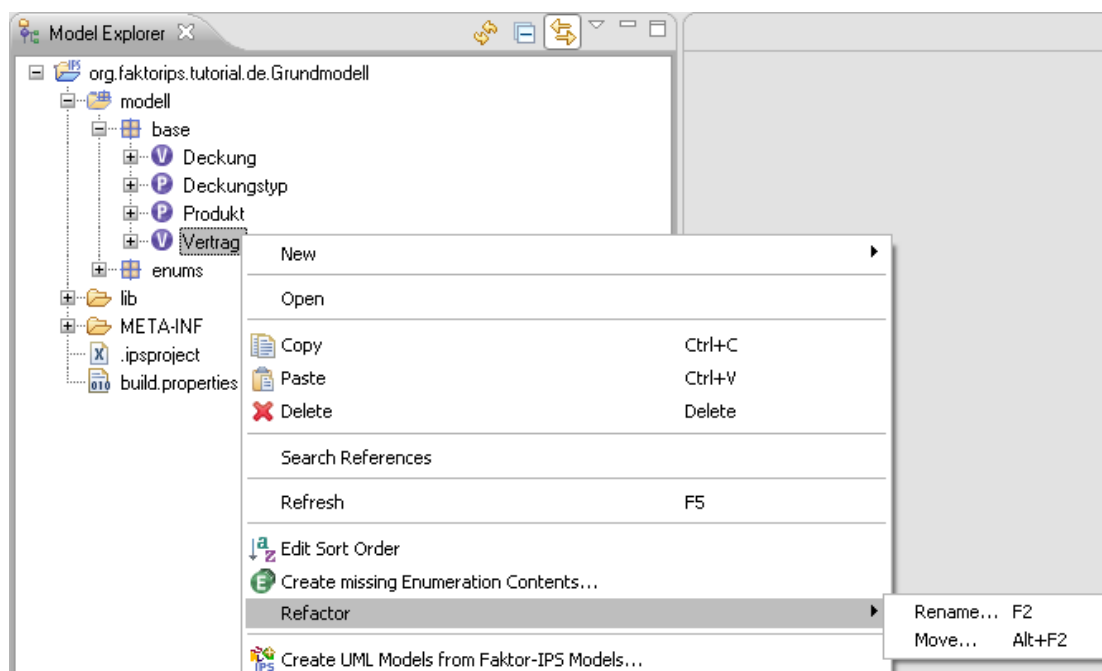 Model Explorer
org.faktorips.tutorial.de.Grundmodell
modell
base
Deckung
Deckungstyp
Produkt
Vertrag
enums
lib
META-INF
.ipsproject
build.properties
New
Open
Copy Ctrl+C
Paste Ctrl+V
Delete Delete
Search References
Refresh F5
Edit Sort Order
Create missing Enumeration Contents...
Refactor
Rename... F2
Move... Alt+F2
Create UML Models from Faktor-IPS Models...